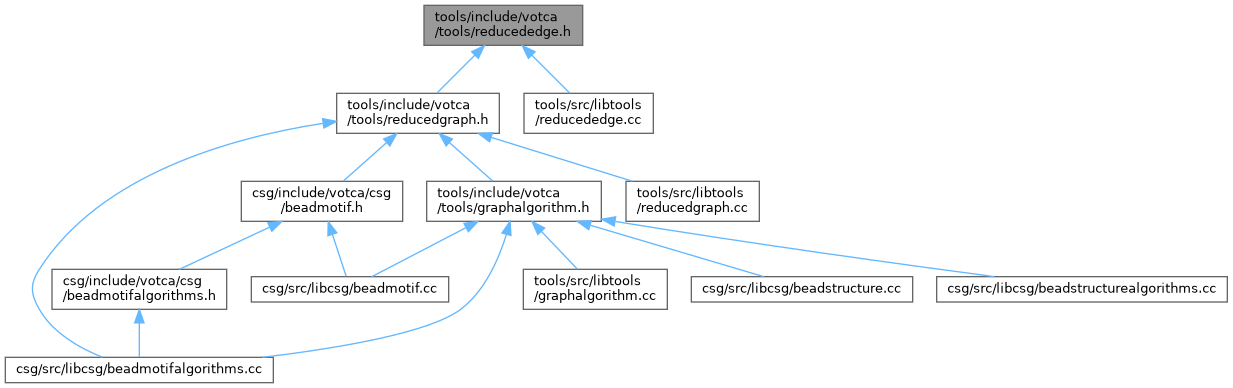 tools/include/votca
/tools/reducededge.h
tools/include/votca
/tools/reducedgraph.h
tools/src/libtools
/reducededge.cc
csg/include/votca/csg
/beadmotif.h
tools/include/votca
/tools/graphalgorithm.h
tools/src/libtools
/reducedgraph.cc
csg/include/votca/csg
/beadmotifalgorithms.h
csg/src/libcsg/beadmotif.cc
tools/src/libtools
/graphalgorithm.cc
csg/src/libcsg/beadstructure.cc
csg/src/libcsg/beadstructurealgorithms.cc
csg/src/libcsg/beadmotifalgorithms.cc